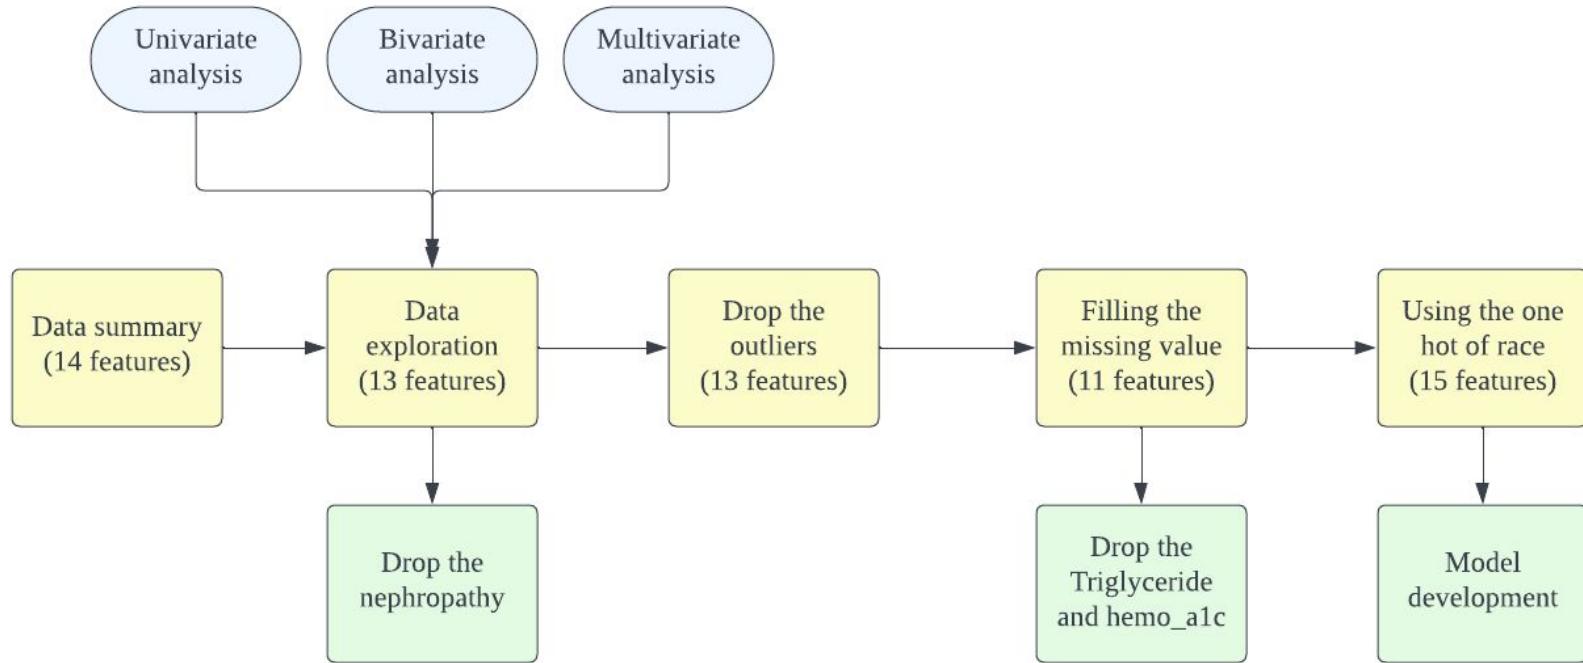 Univariate
analysis
Bivariate
analysis
Multivariate
analysis
Data summary
(14 features)
Data
exploration
(13 features)
Drop the
outliers
(13 features)
Filling the
missing value
(11 features)
Using the one
hot of race
(15 features)
Drop the
nephropathy
Drop the
Triglyceride
and hemo_a1c
Model
development